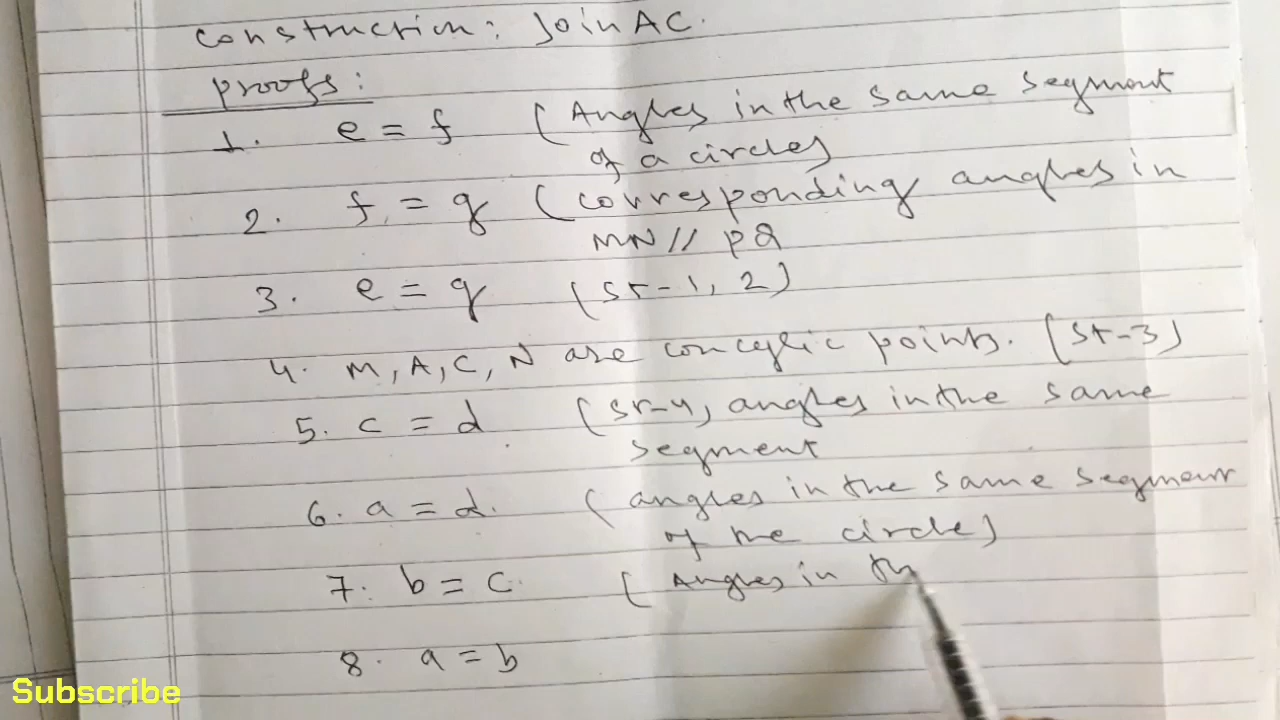 construction: Join AC.
proofs:
1. e = f (Angles in the same segment
of a circles)
2. f = g (corresponding angles in
MN // PQ
3. e = g (St-1, 2)
4. M, A, C, N are concyclic points. (St-3)
5. c = d (St-4, angles in the same
segment
6. a = d. (angles in the same segment
of the circle)
7. b = c. (Angles in th
8. a = b
Subscribe